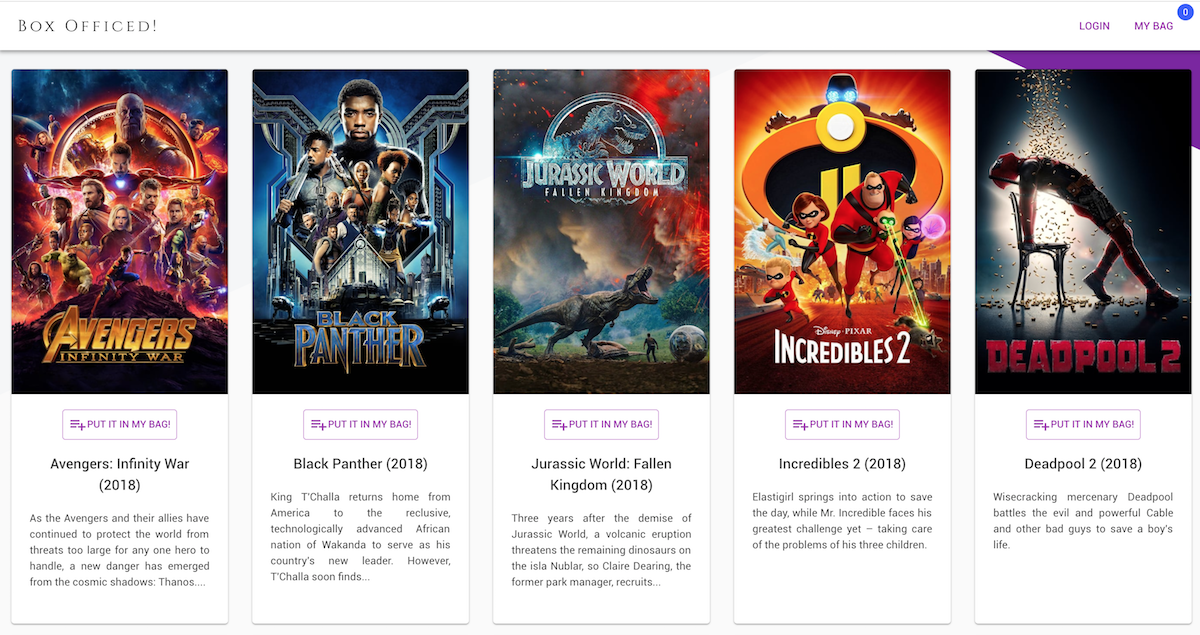 Box Officed!
LOGIN
MY BAG
0
AVENGERS
INFINITY WAR
BLACK
PANTHER
JURASSIC WORLD
FALLEN KINGDOM
Disney · PIXAR
INCREDIBLES 2
DEADPOOL 2
PUT IT IN MY BAG!
PUT IT IN MY BAG!
PUT IT IN MY BAG!
PUT IT IN MY BAG!
PUT IT IN MY BAG!
Avengers: Infinity War
(2018)
As the Avengers and their allies have
continued to protect the world from
threats too large for any one hero to
handle, a new danger has emerged
from the cosmic shadows: Thanos....
Black Panther (2018)
King T'Challa returns home from
America to the reclusive,
technologically advanced African
nation of Wakanda to serve as his
country's new leader. However,
T'Challa soon finds...
Jurassic World: Fallen
Kingdom (2018)
Three years after the demise of
Jurassic World, a volcanic eruption
threatens the remaining dinosaurs on
the isla Nublar, so Claire Dearing, the
former park manager, recruits...
Incredibles 2 (2018)
Elastigirl springs into action to save
the day, while Mr. Incredible faces his
greatest challenge yet – taking care
of the problems of his three children.
Deadpool 2 (2018)
Wisecracking mercenary Deadpool
battles the evil and powerful Cable
and other bad guys to save a boy's
life.